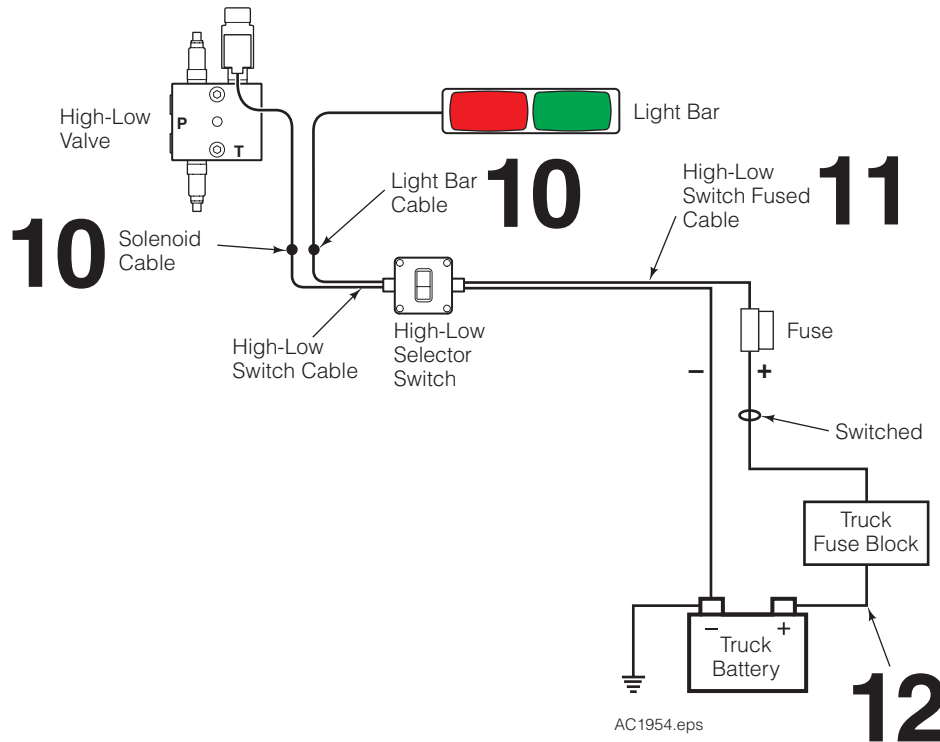 High-Low
Valve
P
T
Light Bar
10
Solenoid
Cable
Light Bar
Cable
10
High-Low
Switch Fused
Cable
11
High-Low
Switch Cable
High-Low
Selector
Switch
Fuse
– +
Switched
Truck
Fuse Block
– +
Truck
Battery
12
AC1954.eps